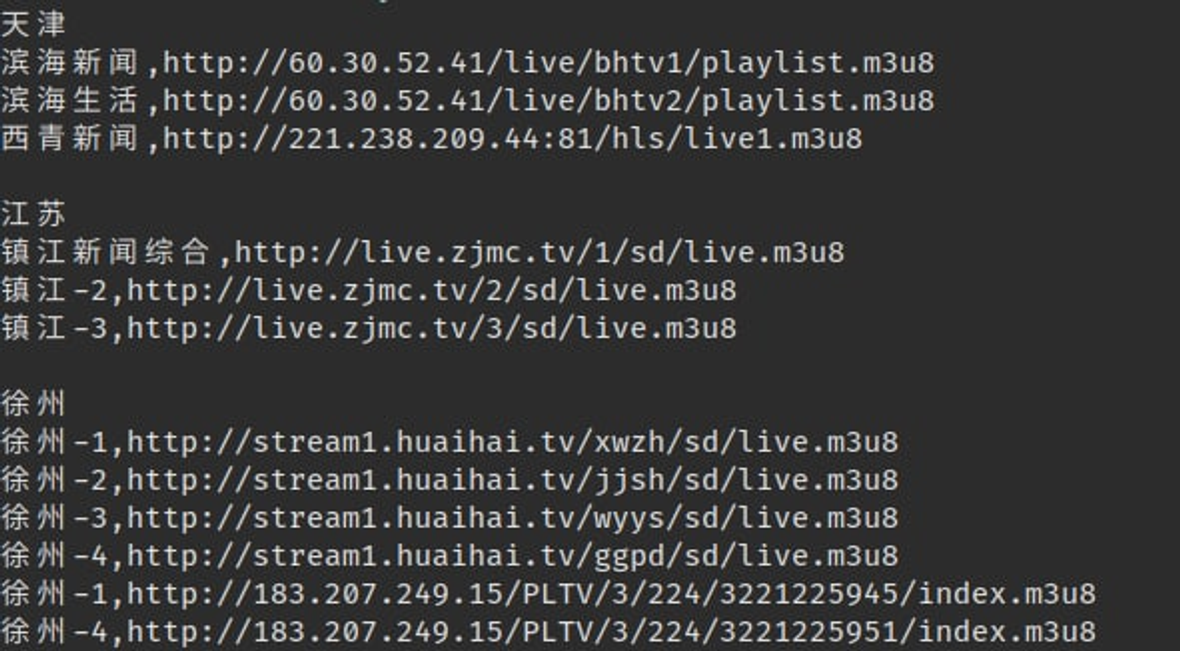 天津
滨海新闻,http://60.30.52.41/live/bhtv1/playlist.m3u8
滨海生活,http://60.30.52.41/live/bhtv2/playlist.m3u8
西青新闻,http://221.238.209.44:81/hls/live1.m3u8
江苏
镇江新闻综合,http://live.zjmc.tv/1/sd/live.m3u8
镇江-2,http://live.zjmc.tv/2/sd/live.m3u8
镇江-3,http://live.zjmc.tv/3/sd/live.m3u8
徐州
徐州-1,http://stream1.huaihai.tv/xwzh/sd/live.m3u8
徐州-2,http://stream1.huaihai.tv/jjsh/sd/live.m3u8
徐州-3,http://stream1.huaihai.tv/wyys/sd/live.m3u8
徐州-4,http://stream1.huaihai.tv/ggpd/sd/live.m3u8
徐州-1,http://183.207.249.15/PLTV/3/224/3221225945/index.m3u8
徐州-4,http://183.207.249.15/PLTV/3/224/3221225951/index.m3u8